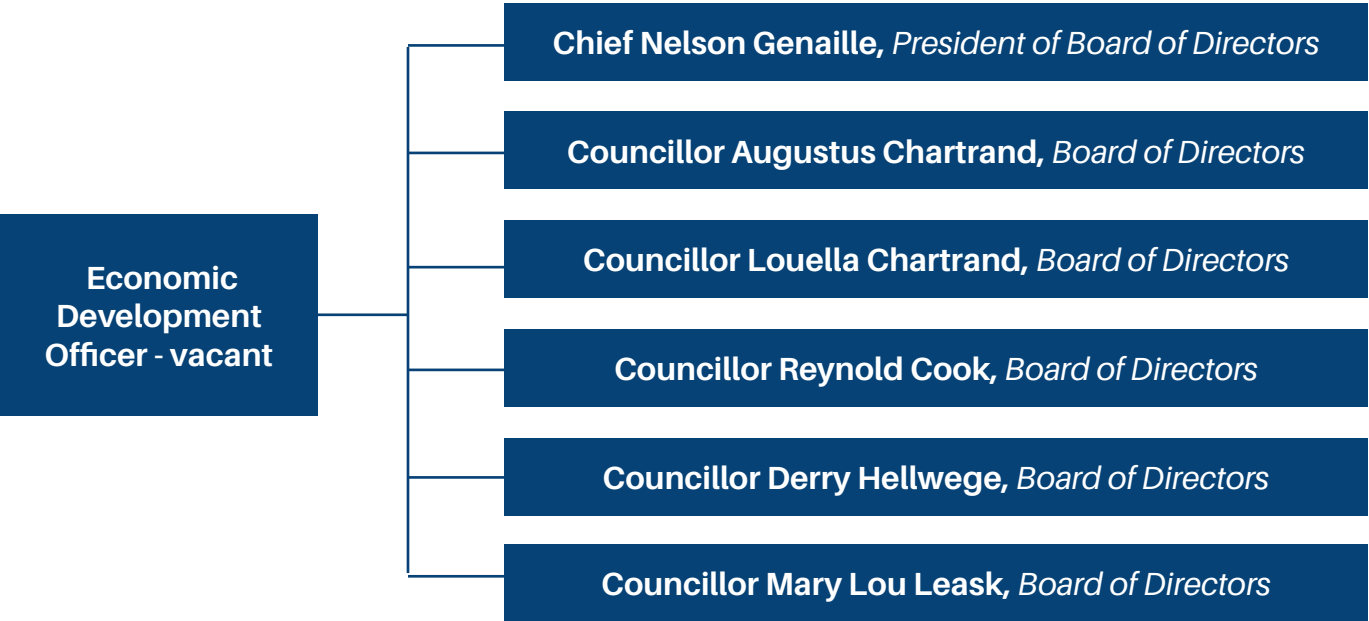 Chief Nelson Genaille, President of Board of Directors
Councillor Augustus Chartrand, Board of Directors
Councillor Louella Chartrand, Board of Directors
Economic
Development
Officer - vacant
Councillor Reynold Cook, Board of Directors
Councillor Derry Hellwege, Board of Directors
Councillor Mary Lou Leask, Board of Directors